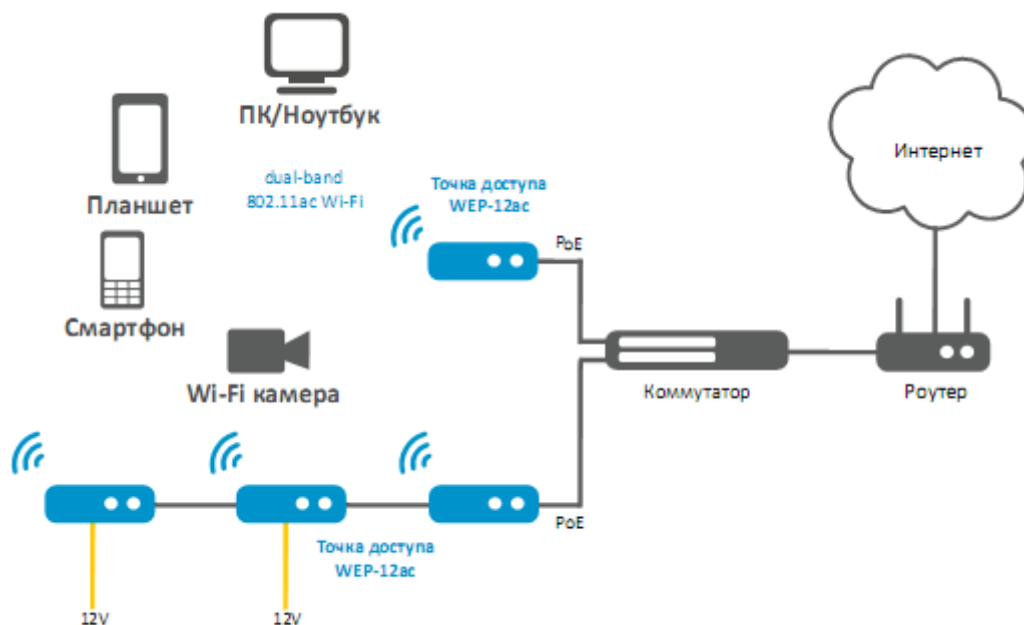 ПК/Ноутбук
Планшет
dual-band
802.11ac Wi-Fi
Точка доступа
WEP-12ac
Интернет
PoE
Смартфон
Wi-Fi камера
Коммутатор
Роутер
PoE
Точка доступа
WEP-12ac
12V
12V